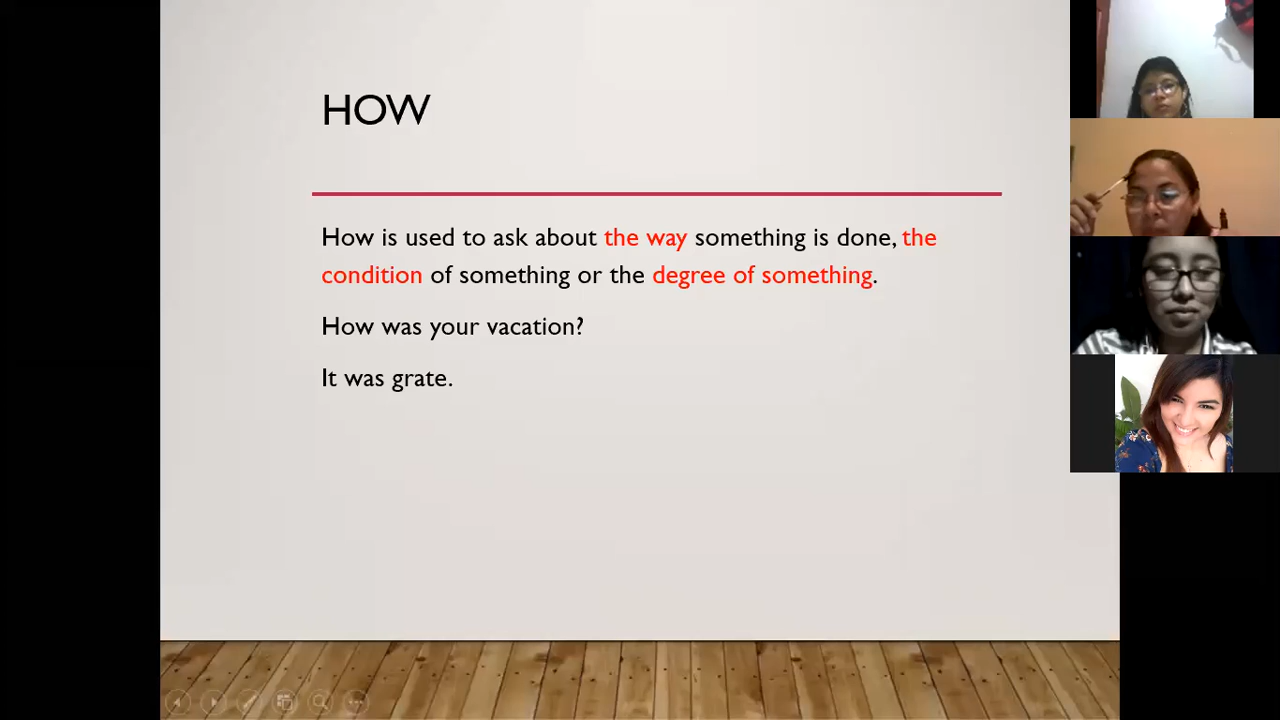 HOW
How is used to ask about the way something is done, the
condition of something or the degree of something.
How was your vacation?
It was grate.